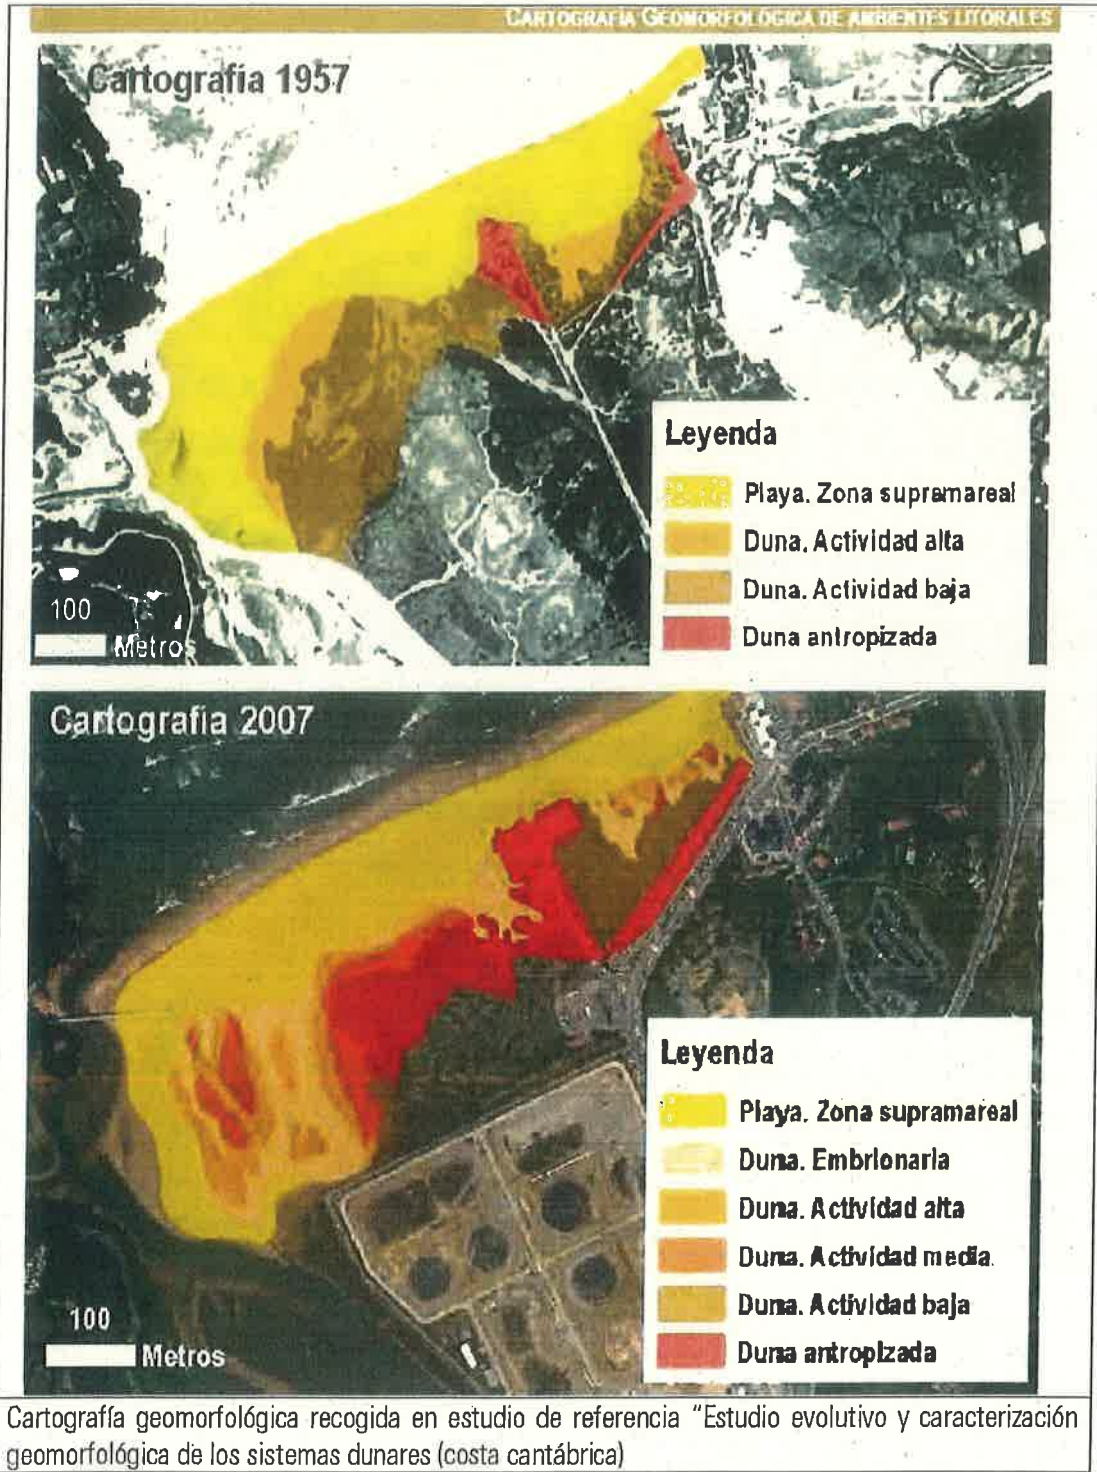 CARTOGRAFÍA GEOMORFOLÓGICA DE AMBIENTES LITORALES
Cartografia 1957
Leyenda
Playa. Zona supramareal
Duna. Actividad alta
Duna. Actividad baja
Duna antropizada
100
Metros
Cartografia 2007
Leyenda
Playa. Zona supramareal
Duna. Embrionaria
Duna. Actividad alta
Duna. Actividad media.
Duna. Actividad baja
Duna antropizada
100
Metros
Cartografía geomorfológica recogida en estudio de referencia "Estudio evolutivo y caracterización
geomorfológica de los sistemas dunares (costa cantábrica)